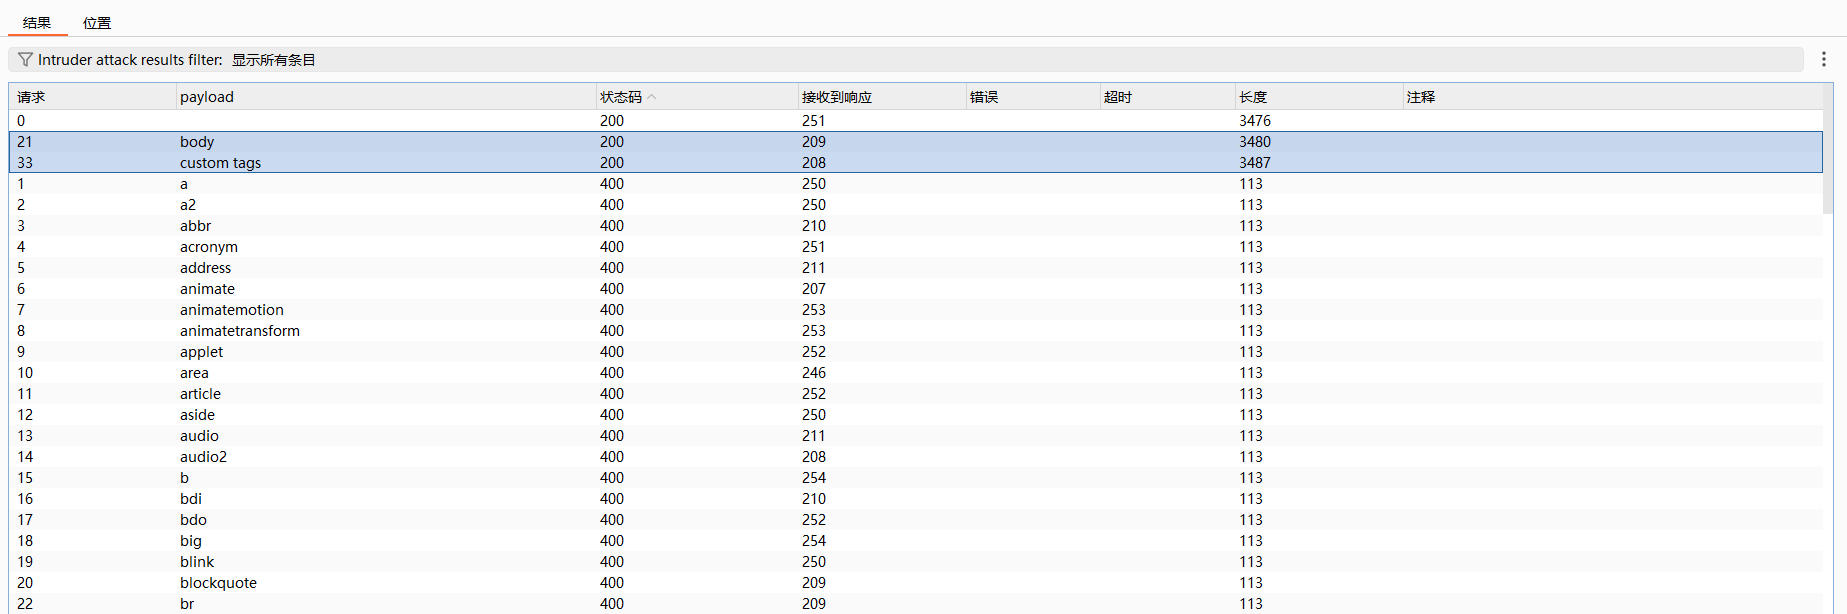 结果 位置
Intruder attack results filter: 显示所有条目
请求 payload 状态码 接收到响应 错误 超时 长度 注释
0 200 251 3476
21 body 200 209 3480
33 custom tags 200 208 3487
1 a 400 250 113
2 a2 400 250 113
3 abbr 400 210 113
4 acronym 400 251 113
5 address 400 211 113
6 animate 400 207 113
7 animatemotion 400 253 113
8 animatetransform 400 253 113
9 applet 400 252 113
10 area 400 246 113
11 article 400 252 113
12 aside 400 250 113
13 audio 400 211 113
14 audio2 400 208 113
15 b 400 254 113
16 bdi 400 210 113
17 bdo 400 252 113
18 big 400 254 113
19 blink 400 250 113
20 blockquote 400 209 113
22 br 400 209 113